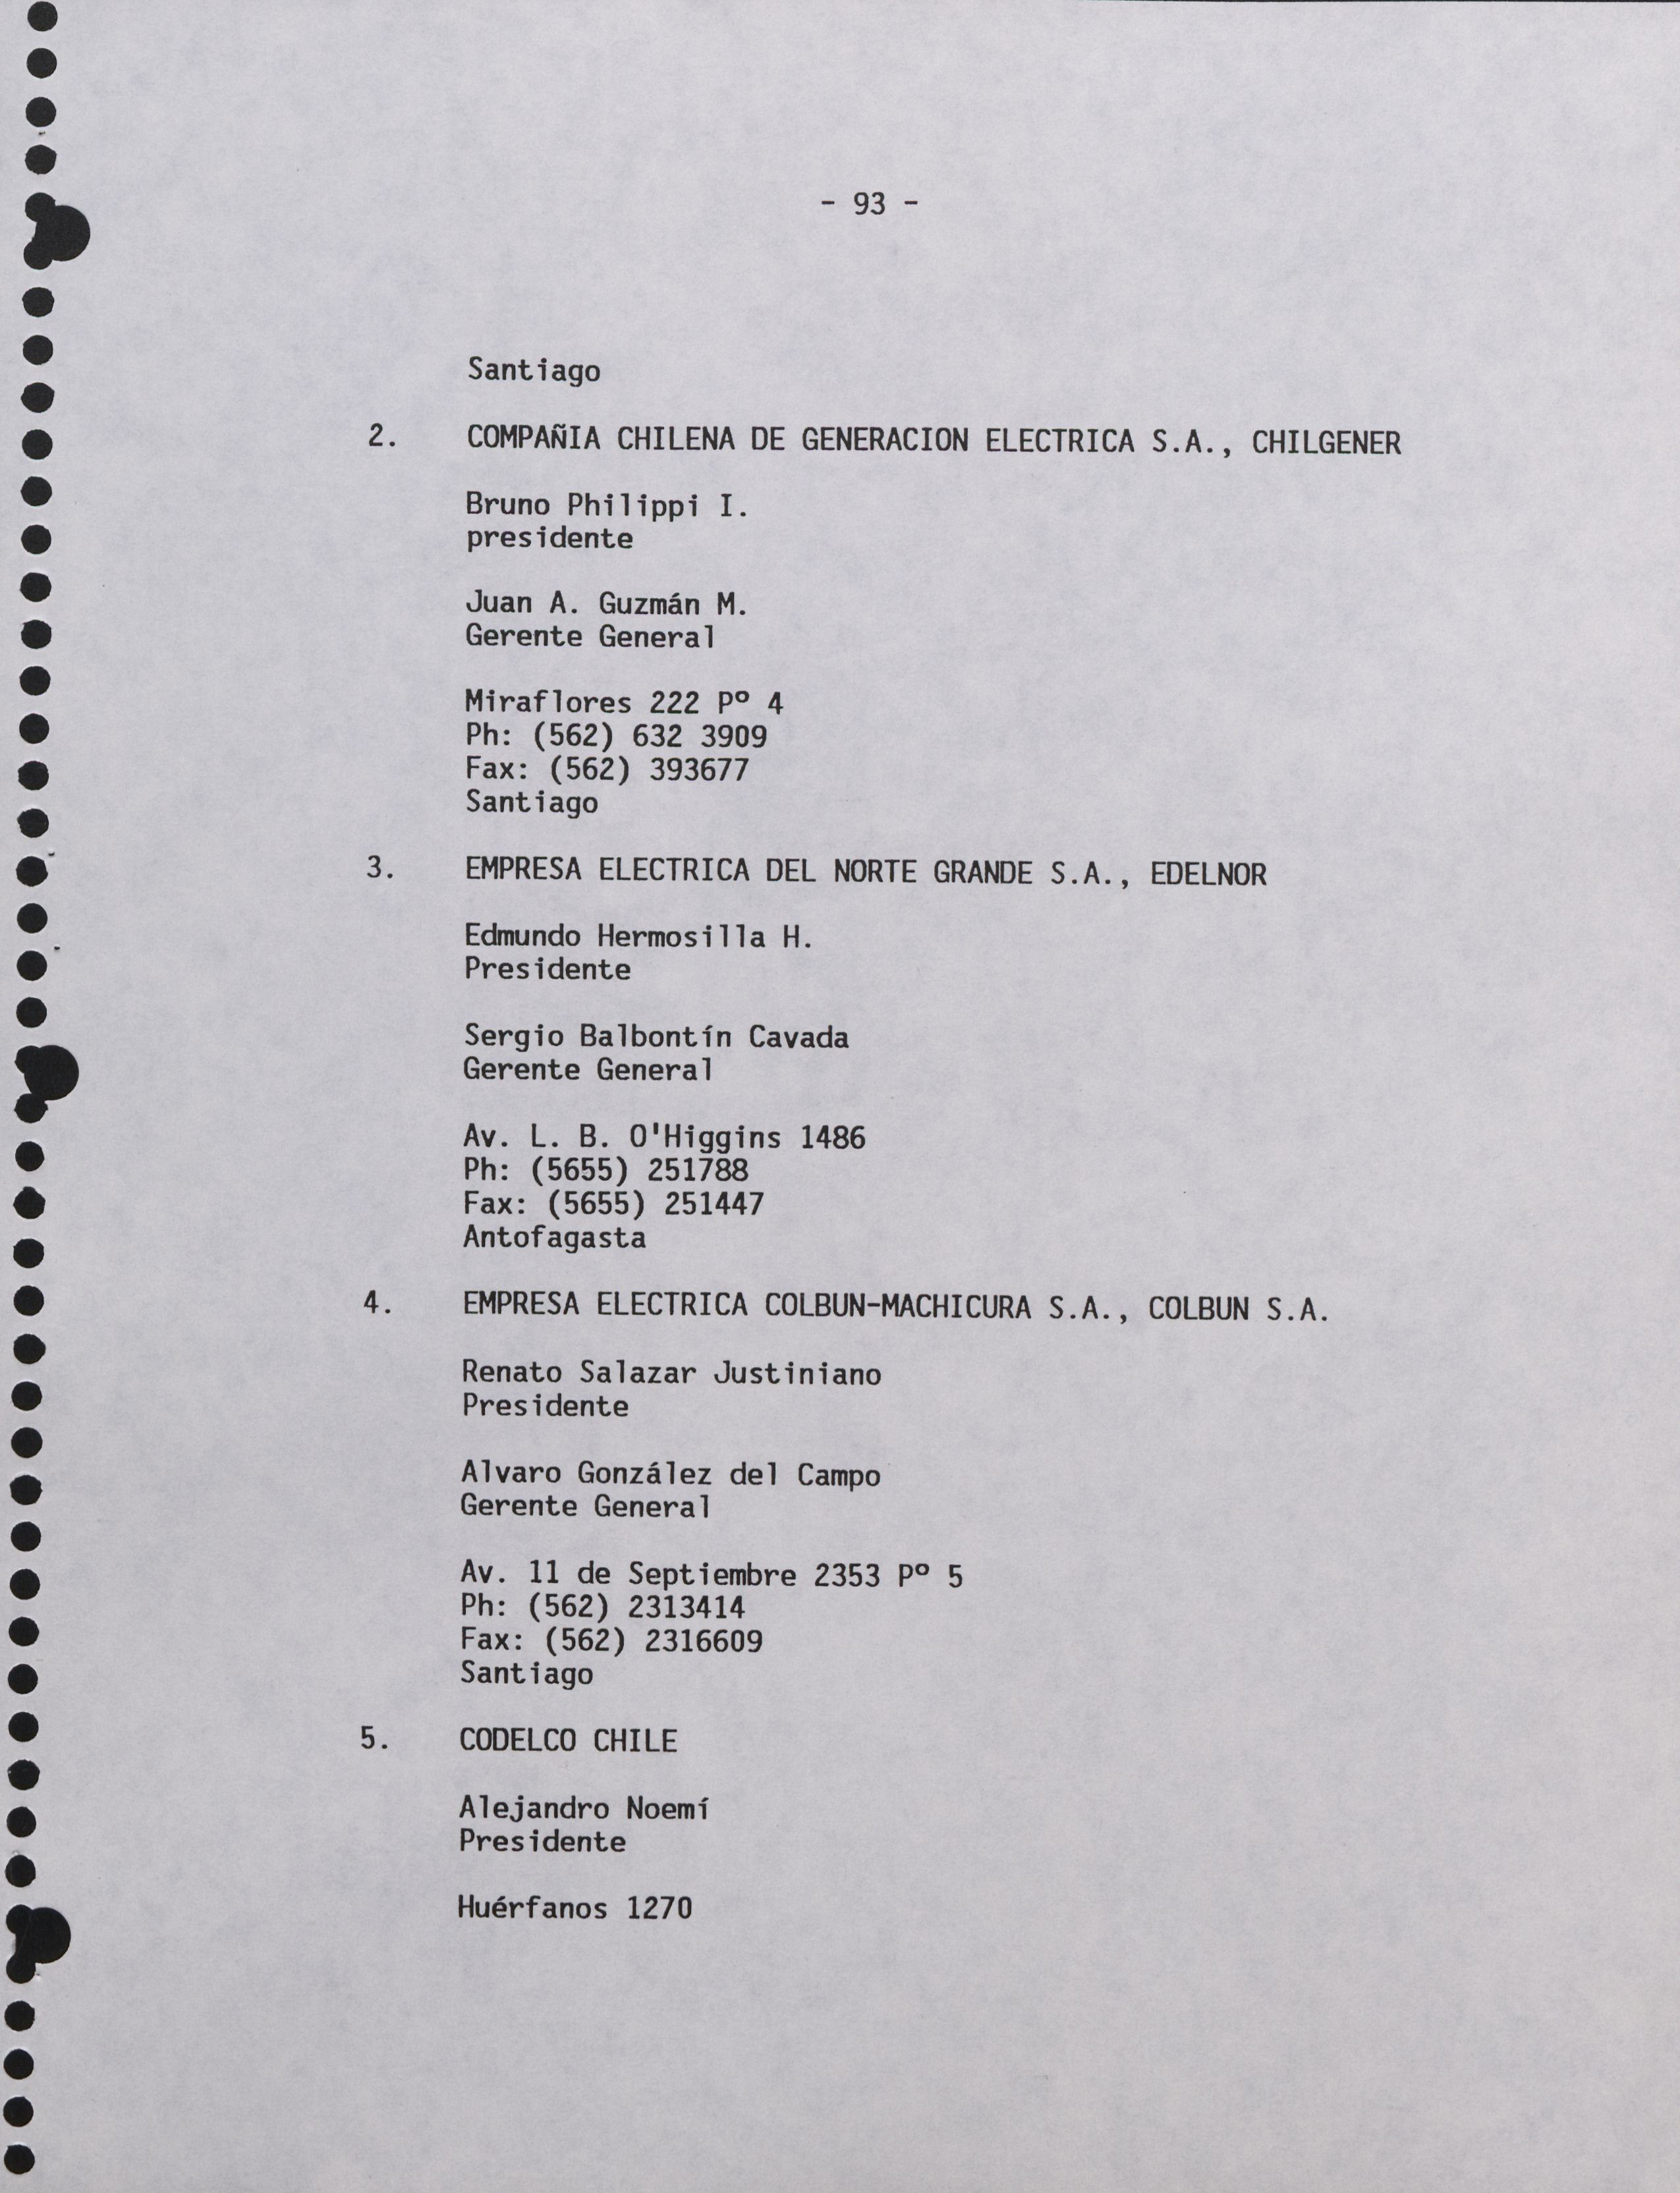 - 93 -
Santiago
2. COMPAÑIA CHILENA DE GENERACION ELECTRICA S.A., CHILGENER
Bruno Philippi I.
presidente
Juan A. Guzmán M.
Gerente General
Miraflores 222 Pº 4
Ph: (562) 632 3909
Fax: (562) 393677
Santiago
3. EMPRESA ELECTRICA DEL NORTE GRANDE S.A., EDELNOR
Edmundo Hermosilla H.
Presidente
Sergio Balbontín Cavada
Gerente General
Av. L. B. O'Higgins 1486
Ph: (5655) 251788
Fax: (5655) 251447
Antofagasta
4. EMPRESA ELECTRICA COLBUN-MACHICURA S.A., COLBUN S.A.
Renato Salazar Justiniano
Presidente
Alvaro González del Campo
Gerente General
Av. 11 de Septiembre 2353 Pº 5
Ph: (562) 2313414
Fax: (562) 2316609
Santiago
5. CODELCO CHILE
Alejandro Noemí
Presidente
Huérfanos 1270